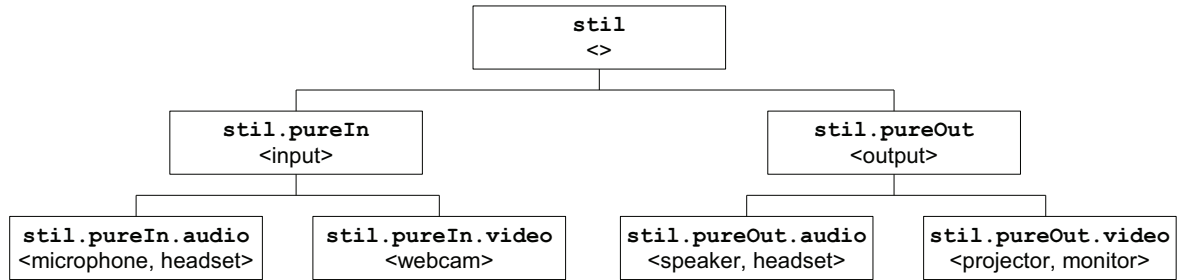 stil
<>
stil.pureIn
<input>
stil.pureOut
<output>
stil.pureIn.audio
<microphone, headset>
stil.pureIn.video
<webcam>
stil.pureOut.audio
<speaker, headset>
stil.pureOut.video
<projector, monitor>